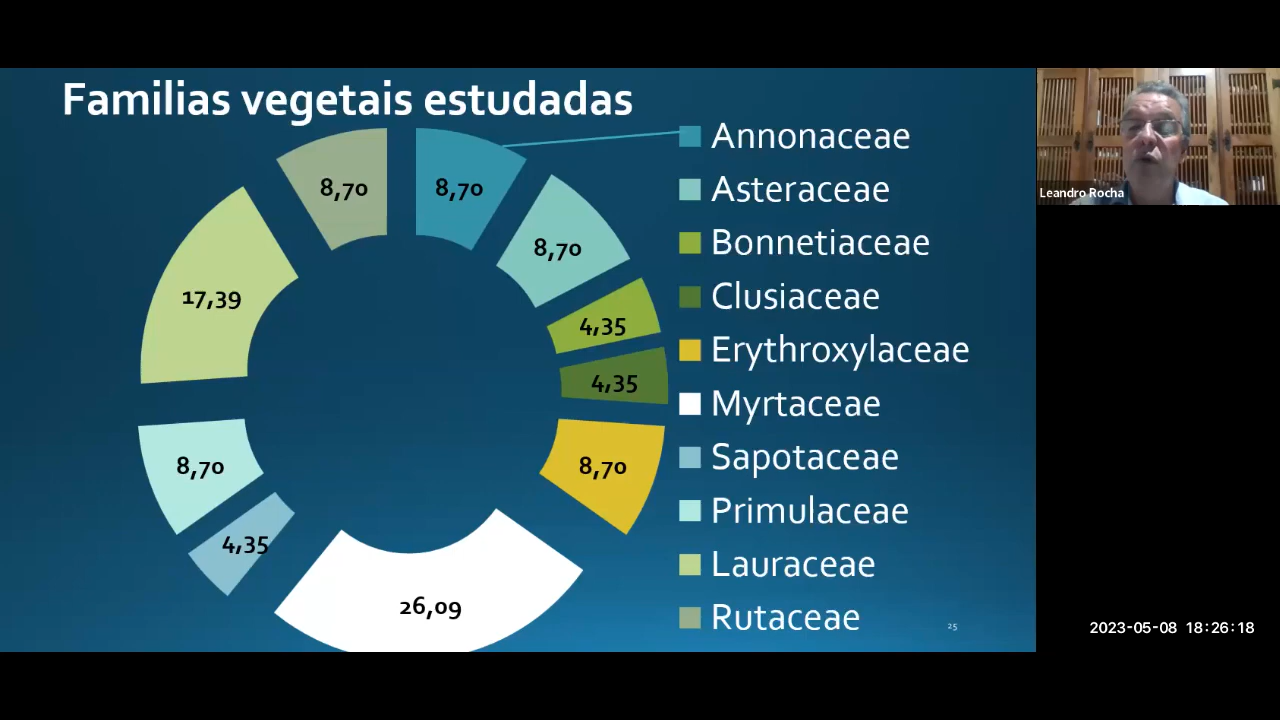 Familias vegetais estudadas
8,70
8,70
8,70
4,35
4,35
8,70
26,09
4,35
8,70
17,39
Annonaceae
Asteraceae
Bonnetiaceae
Clusiaceae
Erythroxylaceae
Myrtaceae
Sapotaceae
Primulaceae
Lauraceae
Rutaceae
25
Leandro Rocha
2023-05-08 18:26:18